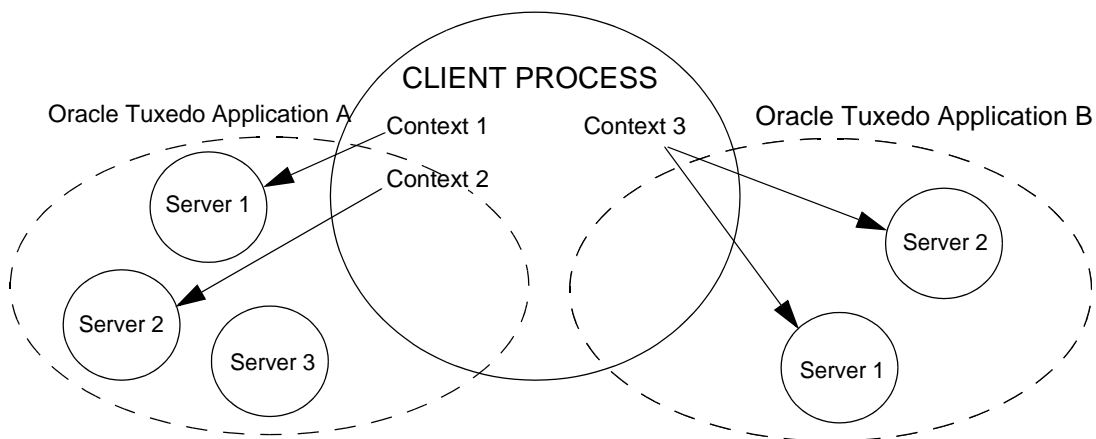 CLIENT PROCESS
Oracle Tuxedo Application A
Context 1
Context 3
Oracle Tuxedo Application B
Context 2
Server 1
Server 2
Server 2
Server 3
Server 1